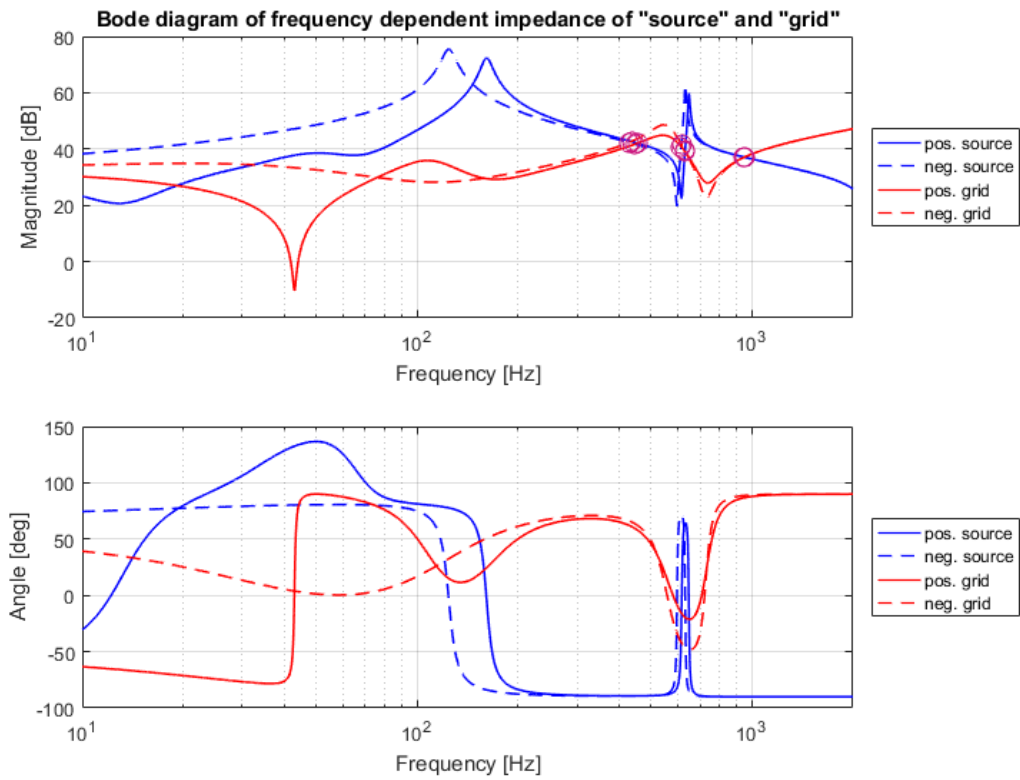 Bode diagram of frequency dependent impedance of "source" and "grid"
Magnitude [dB]
80
60
40
20
0
-20
10^1
10^2
10^3
Frequency [Hz]
pos. source
neg. source
pos. grid
neg. grid
Angle [deg]
150
100
50
0
-50
-100
10^1
10^2
10^3
Frequency [Hz]
pos. source
neg. source
pos. grid
neg. grid